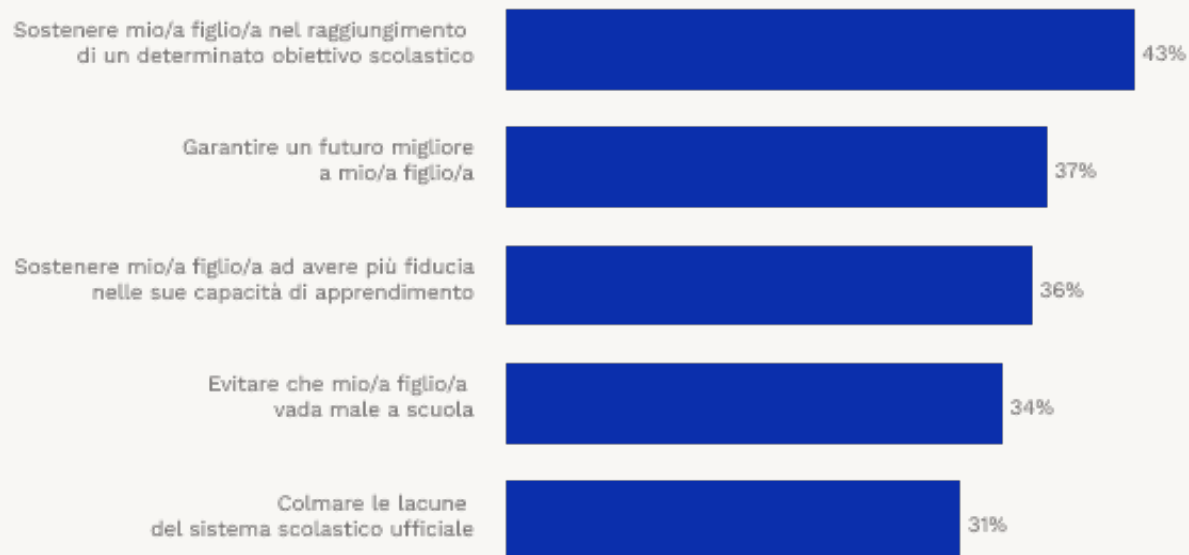 Sostenere mio/a figlio/a nel raggiungimento
di un determinato obiettivo scolastico
43%
Garantire un futuro migliore
a mio/a figlio/a
37%
Sostenere mio/a figlio/a ad avere più fiducia
nelle sue capacità di apprendimento
36%
Evitare che mio/a figlio/a
vada male a scuola
34%
Colmare le lacune
del sistema scolastico ufficiale
31%